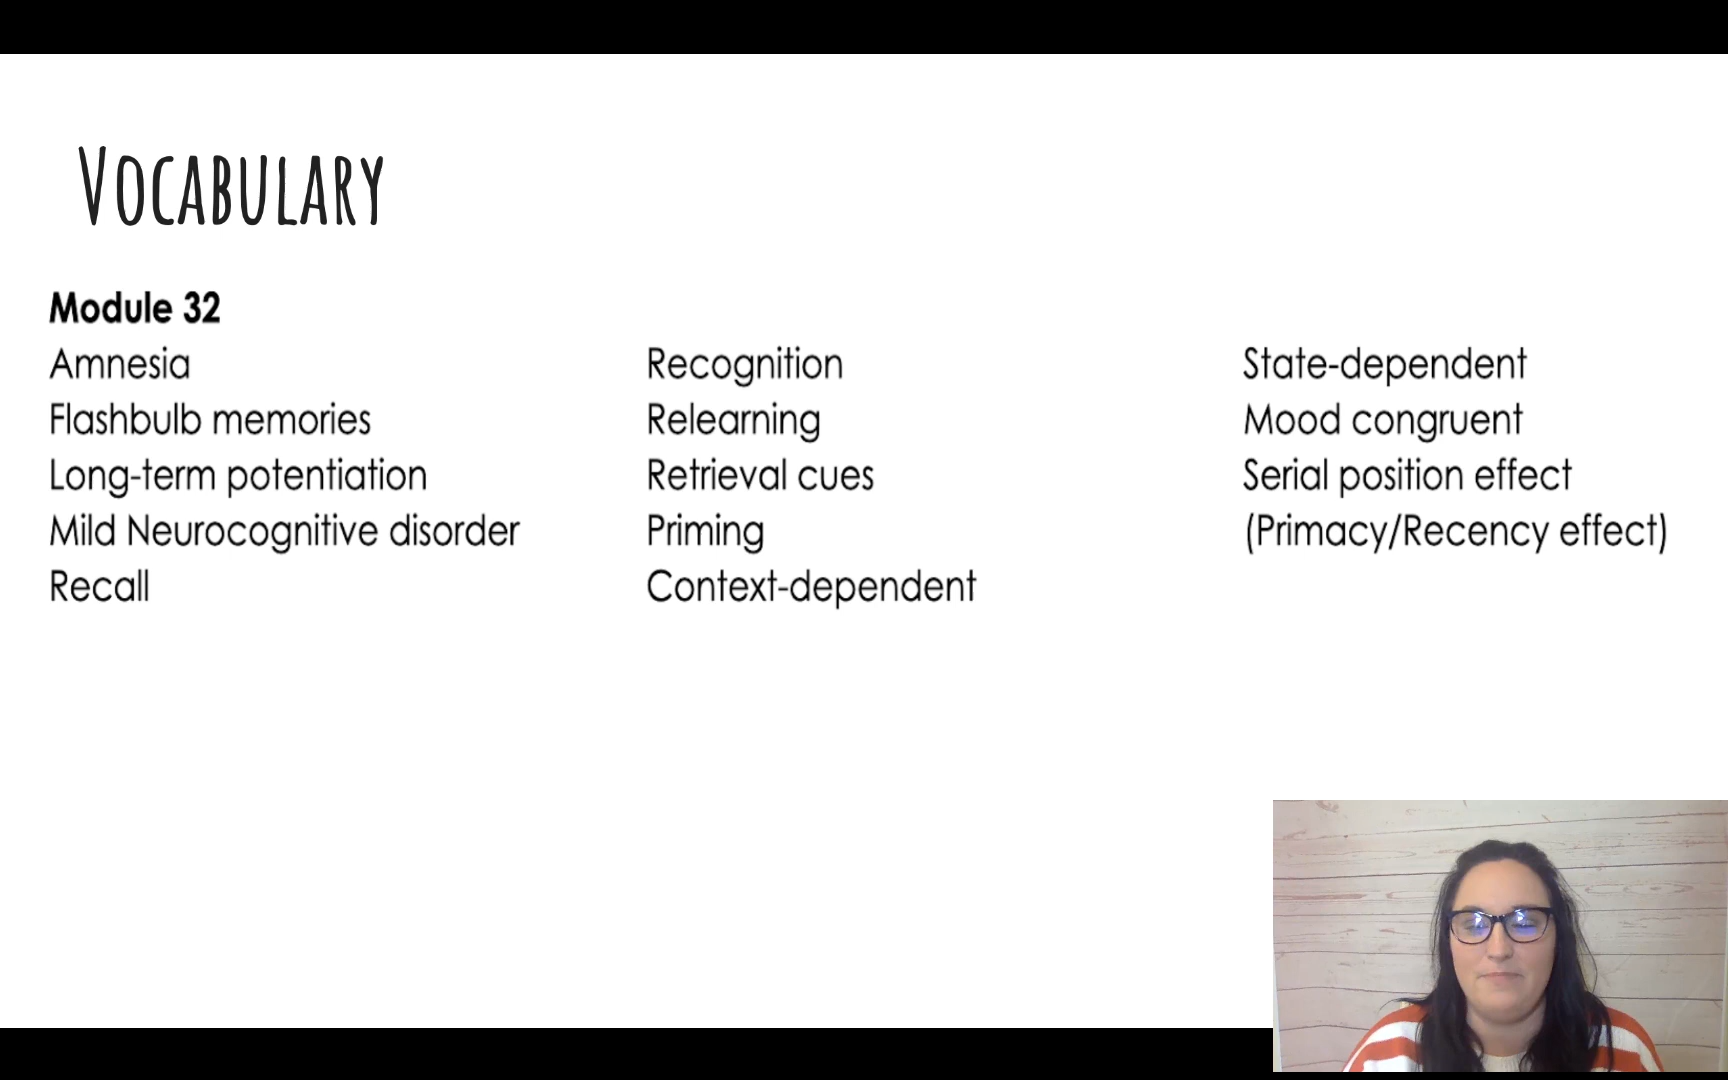 VOCABULARY
Module 32
Amnesia
Flashbulb memories
Long-term potentiation
Mild Neurocognitive disorder
Recall
Recognition
Relearning
Retrieval cues
Priming
Context-dependent
State-dependent
Mood congruent
Serial position effect
(Primacy/Recency effect)